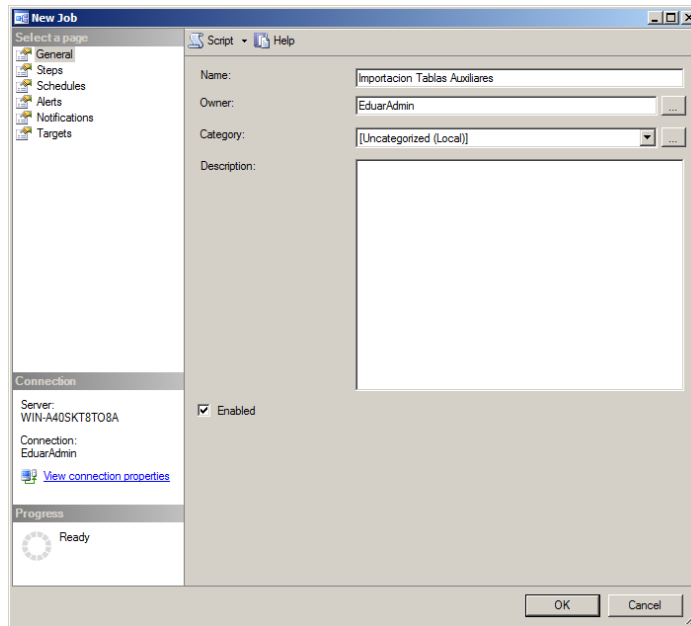 New Job
Select a page
General
Steps
Schedules
Alerts
Notifications
Targets
Script Help
Name: Importacion Tablas Auxiliares
Owner: EduarAdmin ...
Category: [Uncategorized (Local)] ...
Description:
Enabled
Connection
Server:
WIN-A40SKT8TO8A
Connection:
EduarAdmin
View connection properties
Progress
Ready
OK Cancel